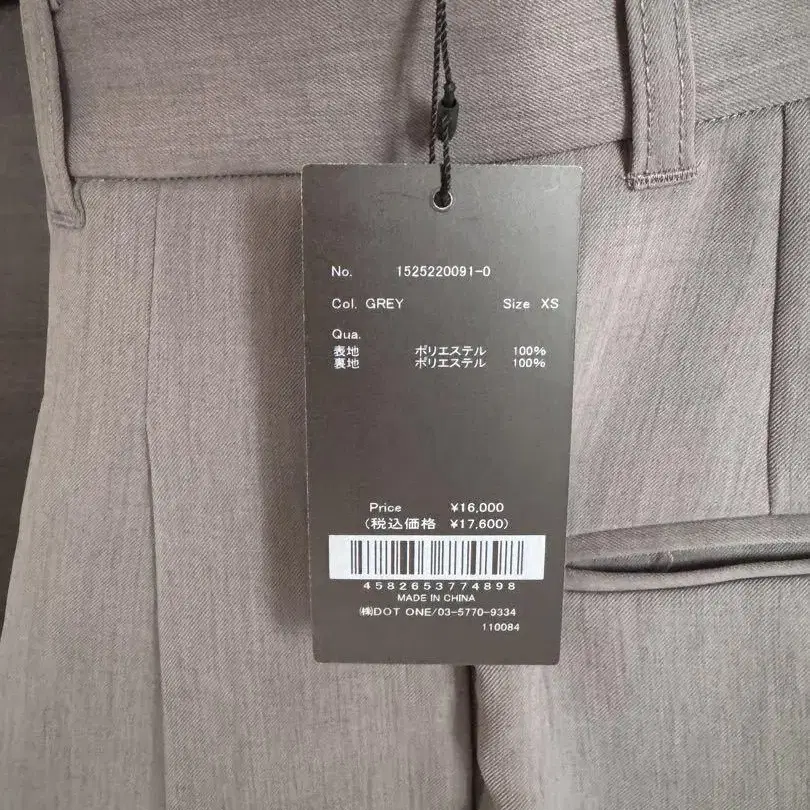 No. 1525220091-0
Col. GREY Size XS
Qua.
表地 ポリエステル 100%
裏地 ポリエステル 100%
Price ¥16,000
(税込価格 ¥17,600)
4582653774898
MADE IN CHINA
㈱DOT ONE/03-5770-9334
110084